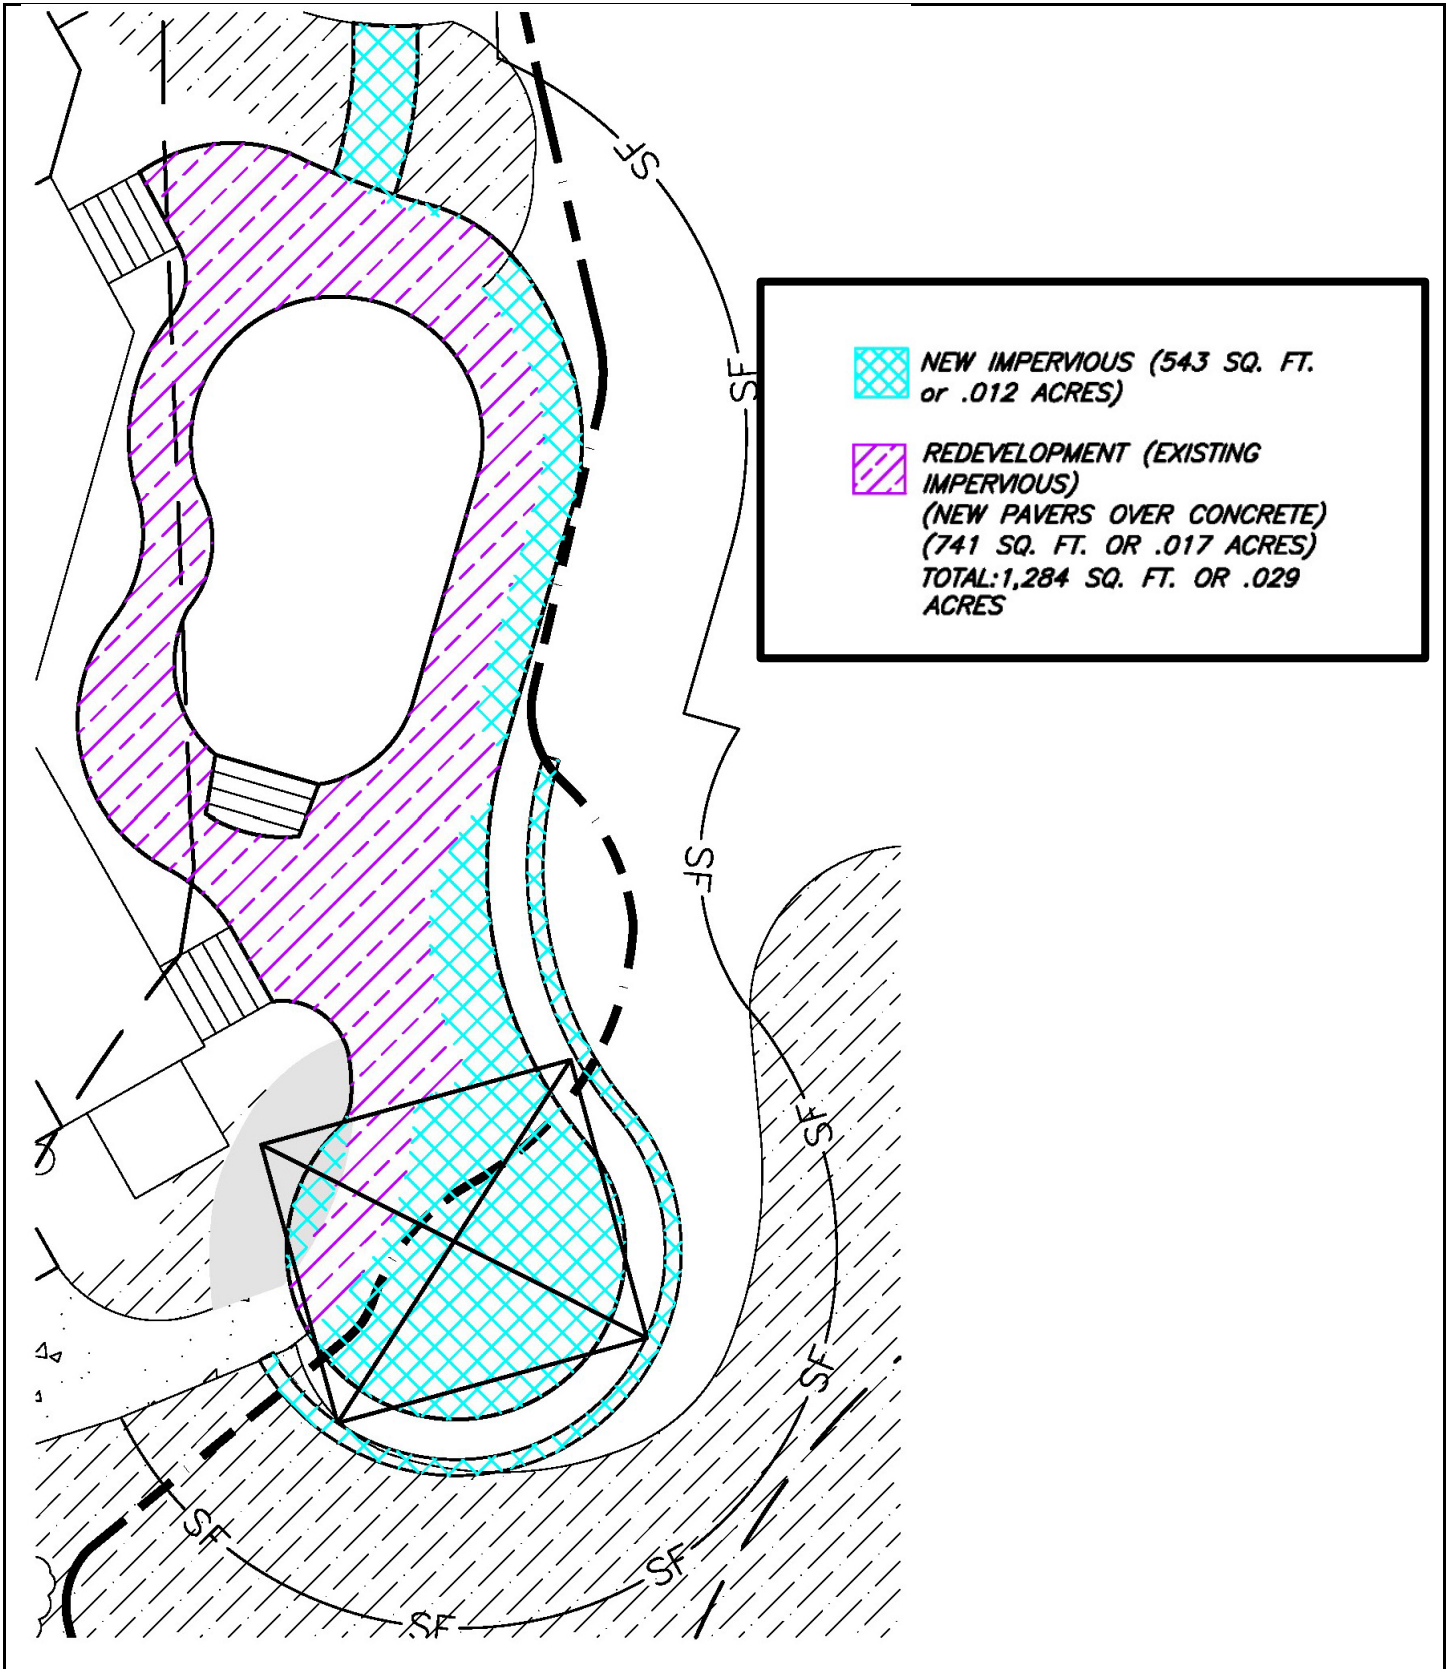 SF
SF
NEW IMPERVIOUS (543 SQ. FT.
or .012 ACRES)
REDEVELOPMENT (EXISTING
IMPERVIOUS)
(NEW PAVERS OVER CONCRETE)
(741 SQ. FT. OR .017 ACRES)
TOTAL:1,284 SQ. FT. OR .029
ACRES
SF
SF
SF
SF
SF
SF